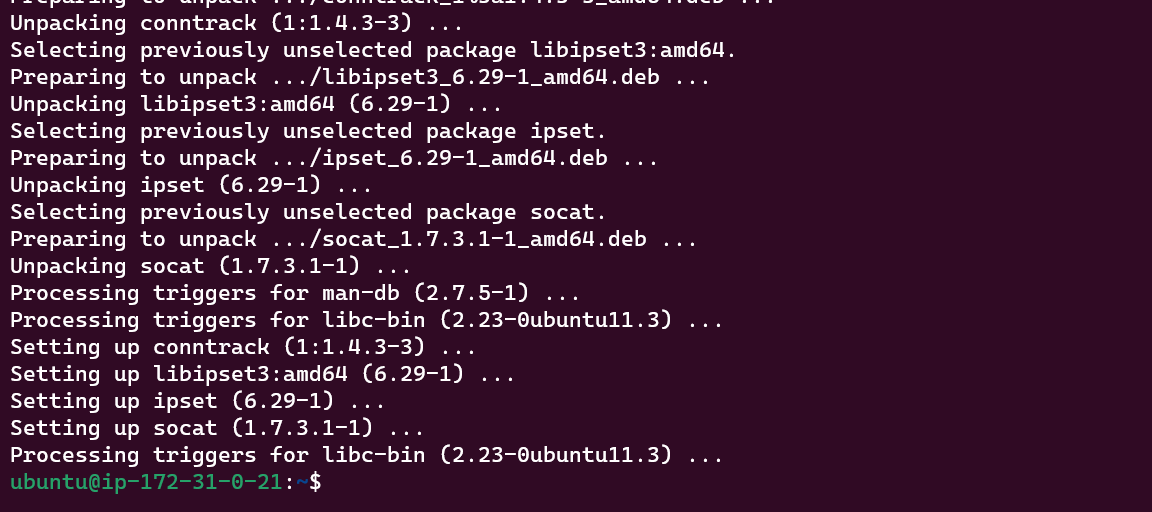 Unpacking conntrack (1:1.4.3-3) ...
Selecting previously unselected package libipset3:amd64.
Preparing to unpack .../libipset3_6.29-1_amd64.deb ...
Unpacking libipset3:amd64 (6.29-1) ...
Selecting previously unselected package ipset.
Preparing to unpack .../ipset_6.29-1_amd64.deb ...
Unpacking ipset (6.29-1) ...
Selecting previously unselected package socat.
Preparing to unpack .../socat_1.7.3.1-1_amd64.deb ...
Unpacking socat (1.7.3.1-1) ...
Processing triggers for man-db (2.7.5-1) ...
Processing triggers for libc-bin (2.23-0ubuntu11.3) ...
Setting up conntrack (1:1.4.3-3) ...
Setting up libipset3:amd64 (6.29-1) ...
Setting up ipset (6.29-1) ...
Setting up socat (1.7.3.1-1) ...
Processing triggers for libc-bin (2.23-0ubuntu11.3) ...
ubuntu@ip-172-31-0-21:~$